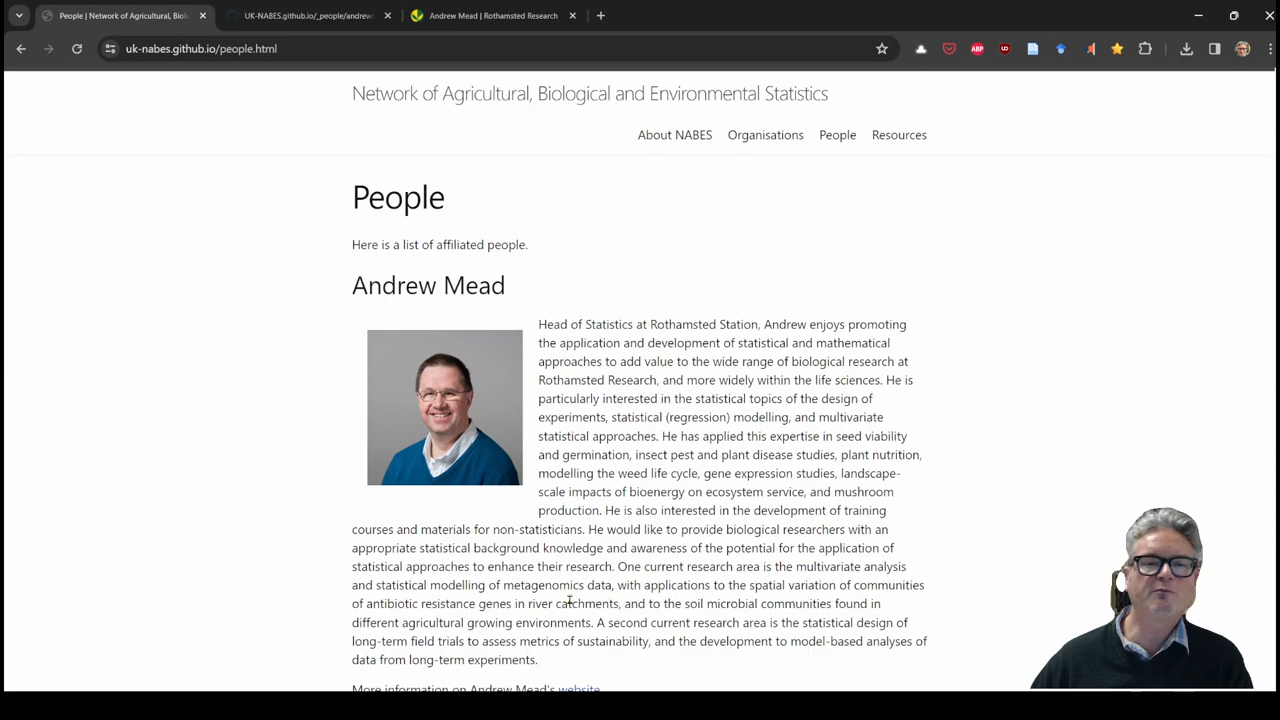 People | Network of Agricultural, Biolo
UK-NABES.github.io/_people/andrew
Andrew Mead | Rothamsted Research
uk-nabes.github.io/people.html
ABP
Network of Agricultural, Biological and Environmental Statistics
About NABES Organisations People Resources
People
Here is a list of affiliated people.
Andrew Mead
Head of Statistics at Rothamsted Station, Andrew enjoys promoting
the application and development of statistical and mathematical
approaches to add value to the wide range of biological research at
Rothamsted Research, and more widely within the life sciences. He is
particularly interested in the statistical topics of the design of
experiments, statistical (regression) modelling, and multivariate
statistical approaches. He has applied this expertise in seed viability
and germination, insect pest and plant disease studies, plant nutrition,
modelling the weed life cycle, gene expression studies, landscape-
scale impacts of bioenergy on ecosystem service, and mushroom
production. He is also interested in the development of training
courses and materials for non-statisticians. He would like to provide biological researchers with an
appropriate statistical background knowledge and awareness of the potential for the application of
statistical approaches to enhance their research. One current research area is the multivariate analysis
and statistical modelling of metagenomics data, with applications to the spatial variation of communities
of antibiotic resistance genes in river catchments, and to the soil microbial communities found in
different agricultural growing environments. A second current research area is the statistical design of
long-term field trials to assess metrics of sustainability, and the development to model-based analyses of
data from long-term experiments.
More information on Andrew Mead's website